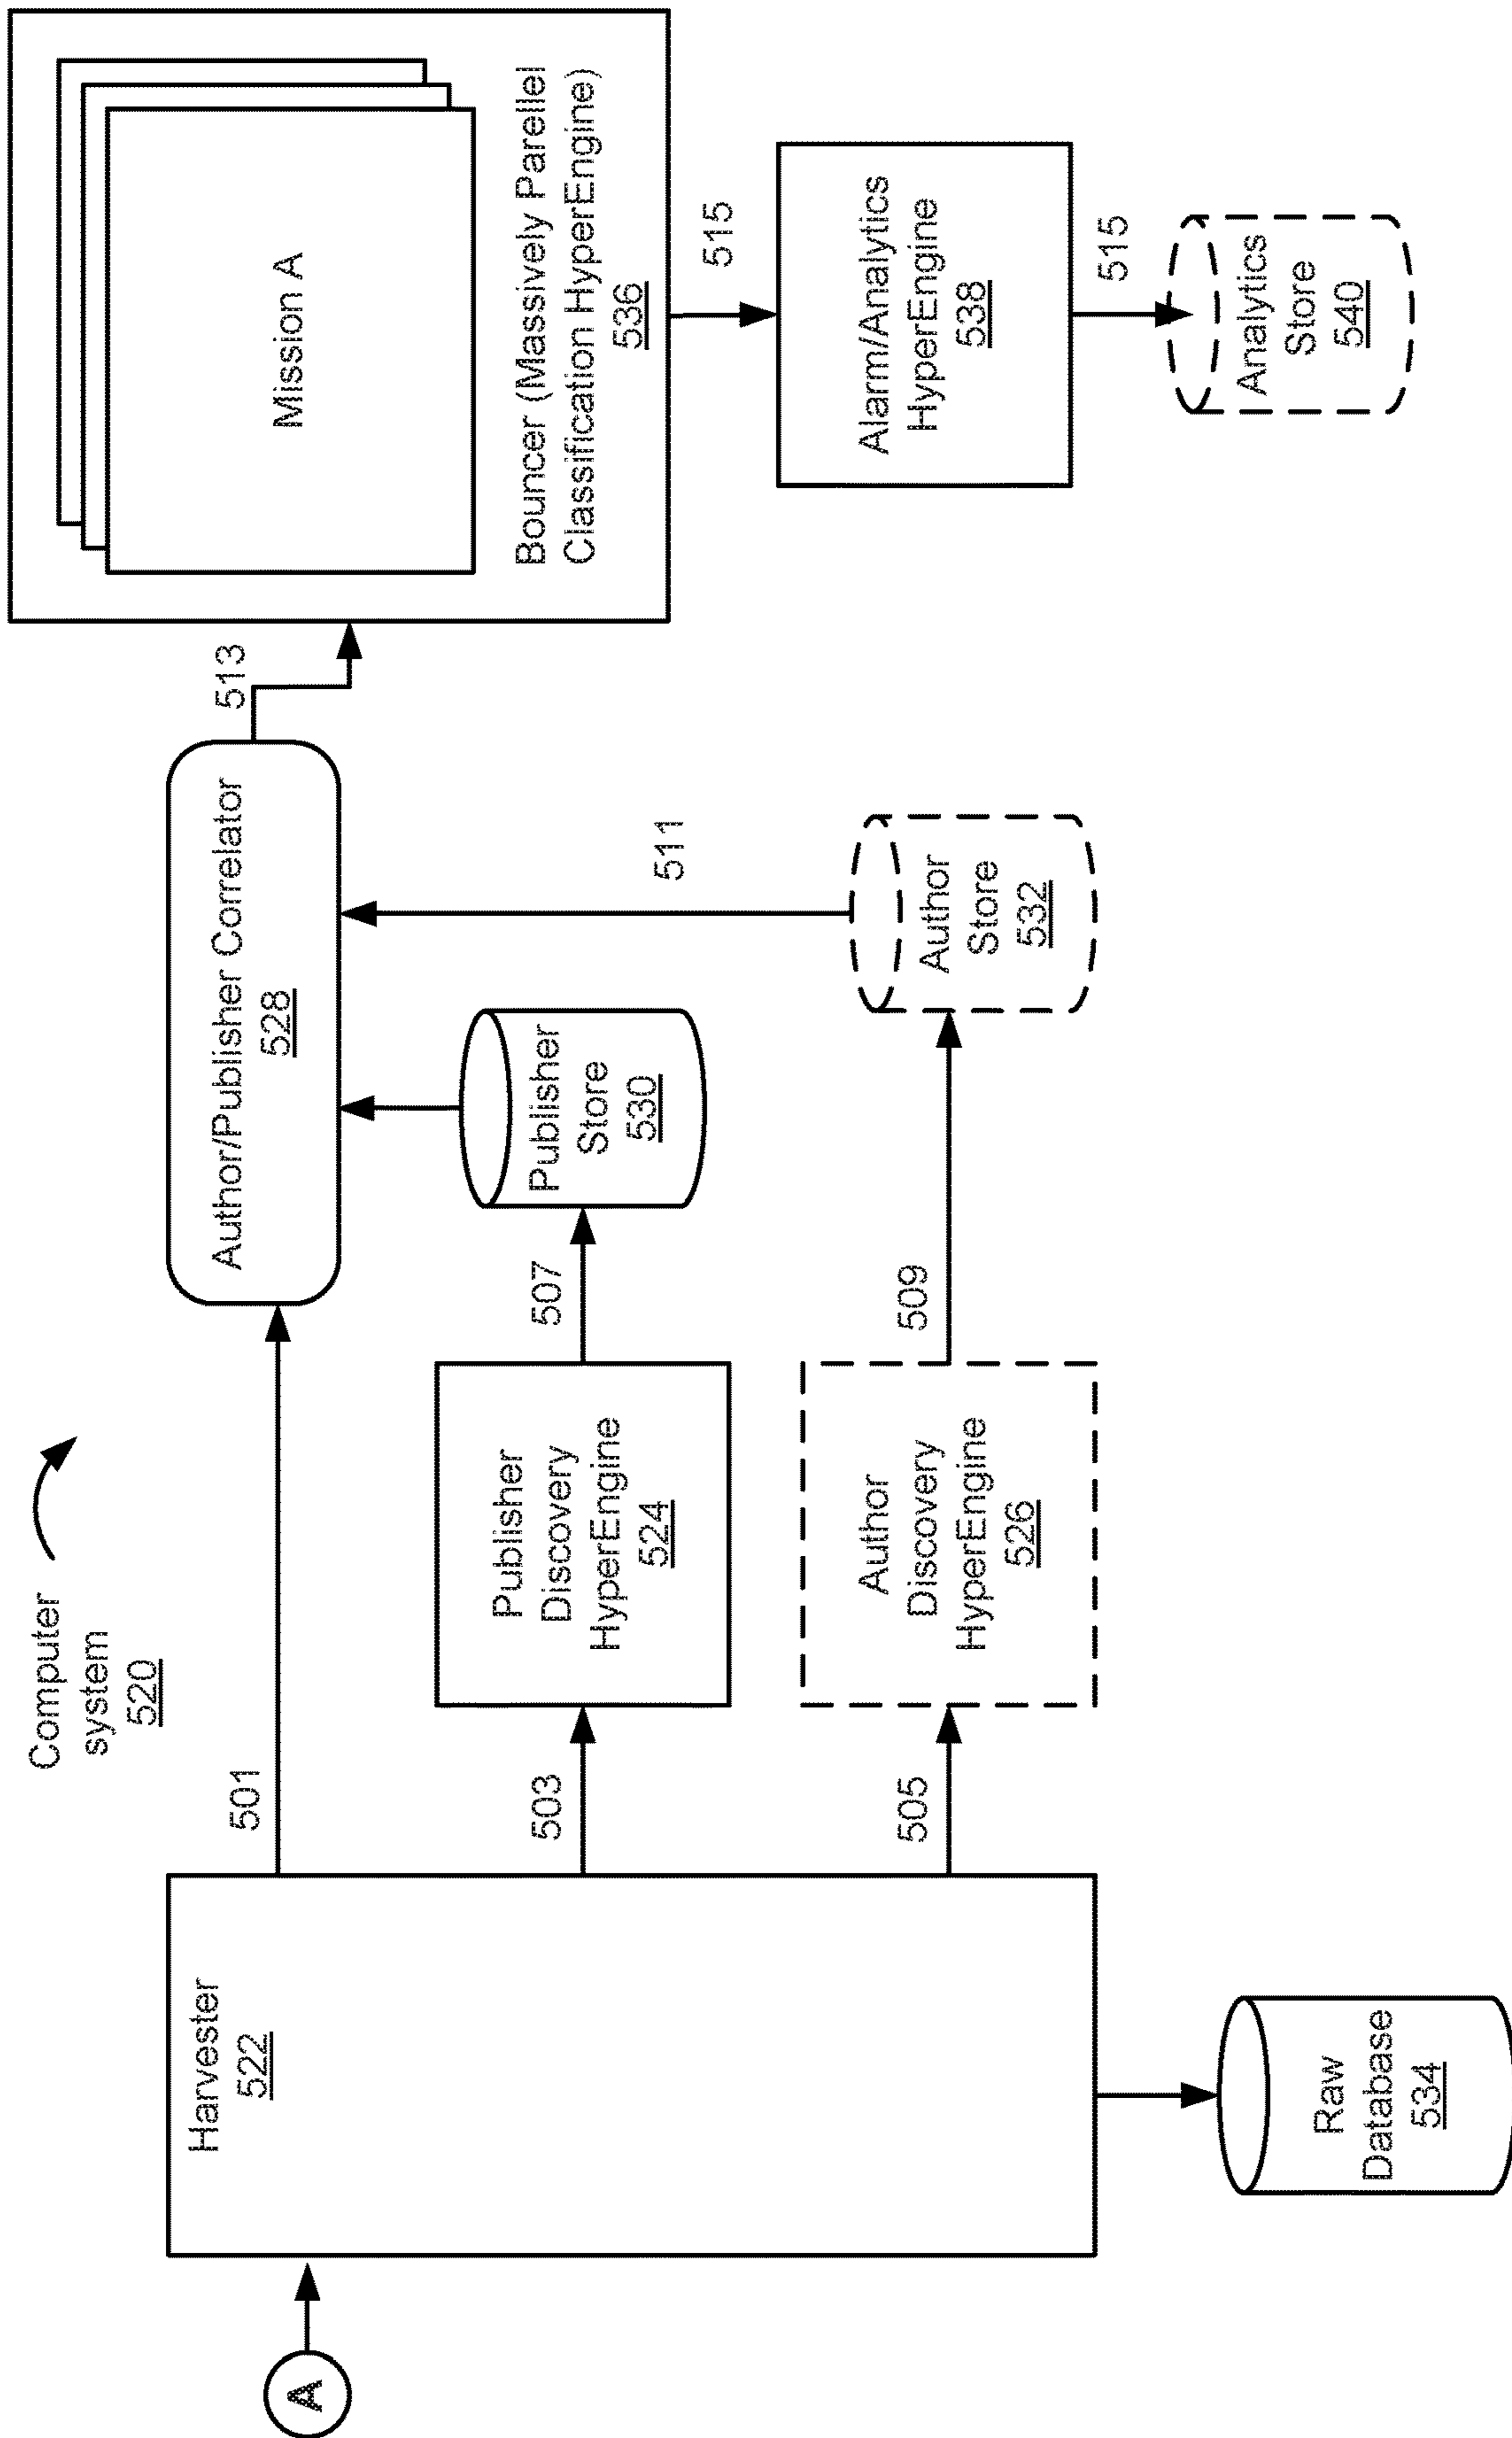 Computer
system
520
A
Harvester
522
Raw
Database
534
501
503
505
Publisher
Discovery
HyperEngine
524
Author
Discovery
HyperEngine
526
507
509
Author/Publisher Correlator
528
Publisher
Store
530
511
Author
Store
532
513
Mission A
Bouncer (Massively Parellel
Classification HyperEngine)
536
515
Alarm/Analytics
HyperEngine
538
515
Analytics
Store
540